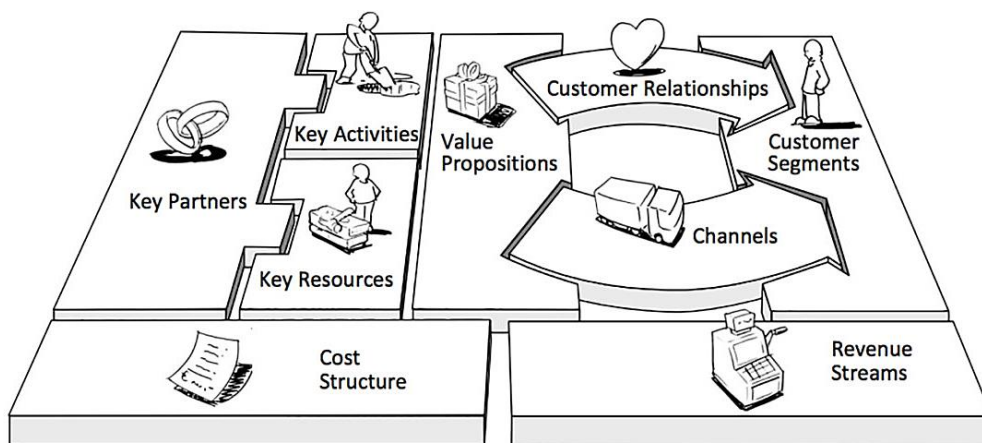 Customer Relationships
Key Activities
Value
Propositions
Customer
Segments
Key Partners
Channels
Key Resources
Cost
Structure
Revenue
Streams